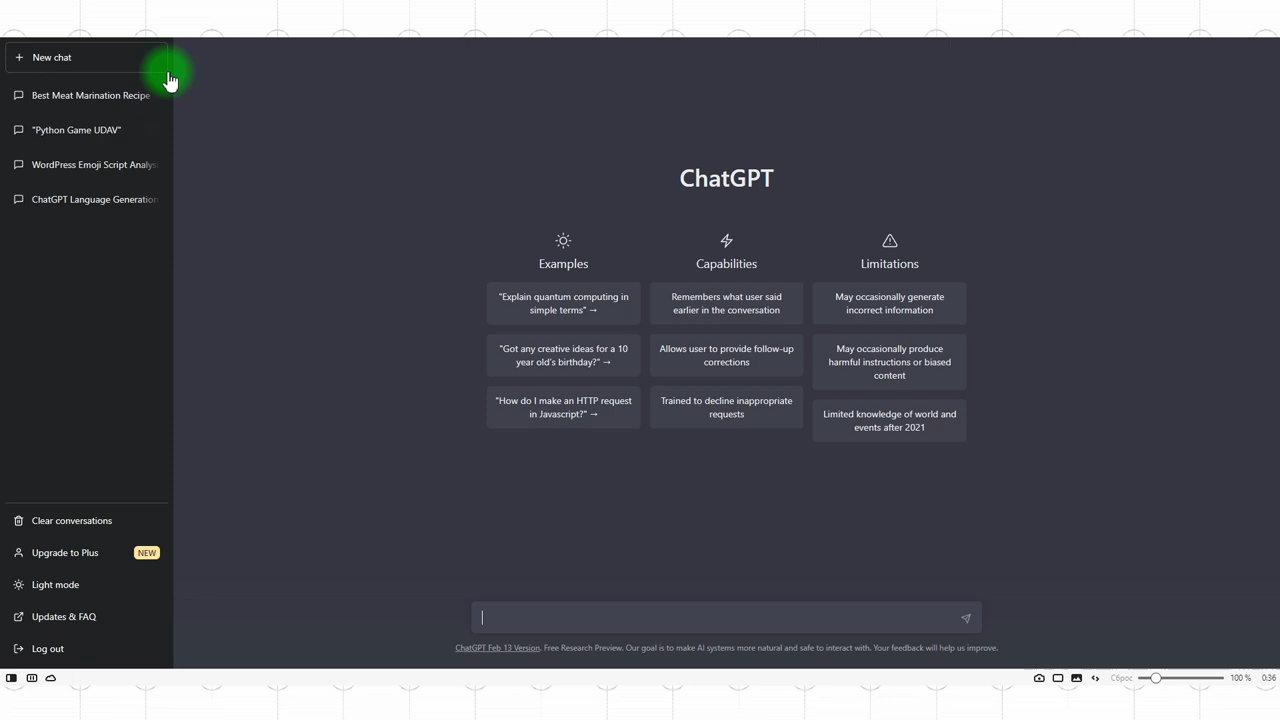 New chat
Best Meat Marination Recipe
"Python Game UDAV"
WordPress Emoji Script Analys
ChatGPT Language Generation
Clear conversations
Upgrade to Plus
NEW
Light mode
Updates & FAQ
Log out
ChatGPT
Examples
"Explain quantum computing in
simple terms" →
"Got any creative ideas for a 10
year old's birthday?" →
"How do I make an HTTP request
in Javascript?" →
Capabilities
Remembers what user said
earlier in the conversation
Allows user to provide follow-up
corrections
Trained to decline inappropriate
requests
Limitations
May occasionally generate
incorrect information
May occasionally produce
harmful instructions or biased
content
Limited knowledge of world and
events after 2021
ChatGPT Feb 13 Version. Free Research Preview. Our goal is to make AI systems more natural and safe to interact with. Your feedback will help us improve.
Сброс 100 % 0:36